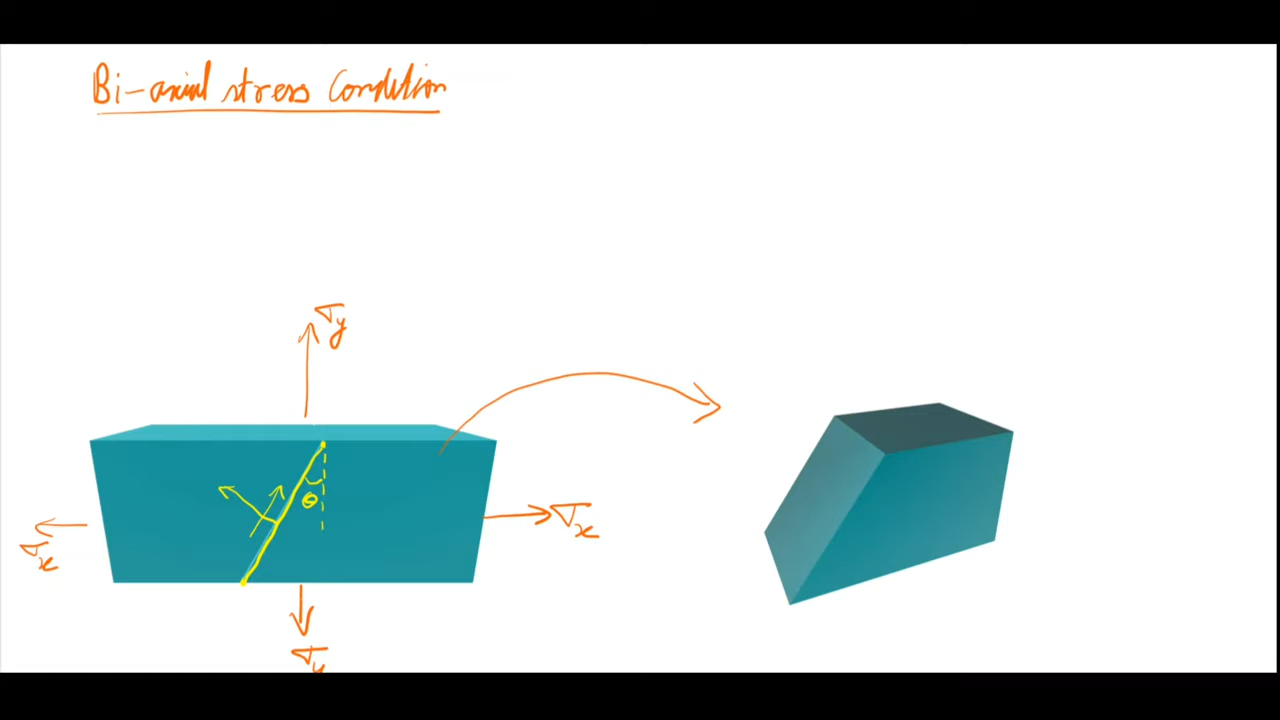 Bi-axial stress Condition
σy
θ
σx
σx
σy